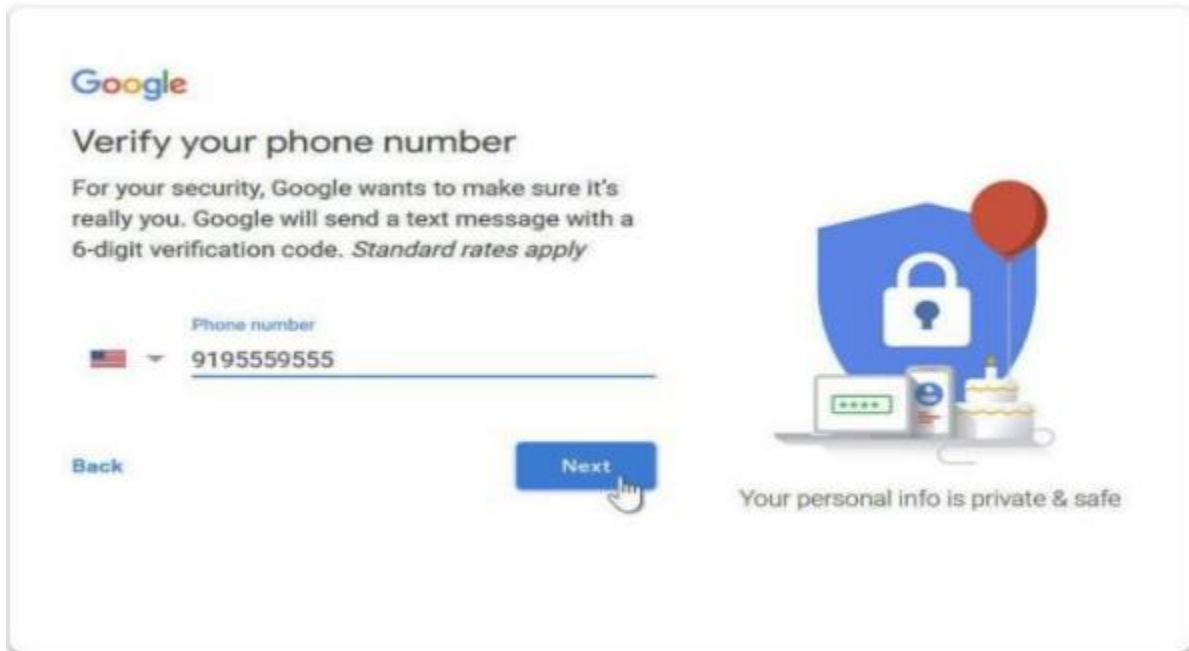 Google
Verify your phone number
For your security, Google wants to make sure it's
really you. Google will send a text message with a
6-digit verification code. Standard rates apply
Phone number
9195559555
Back
Next
****
Your personal info is private & safe